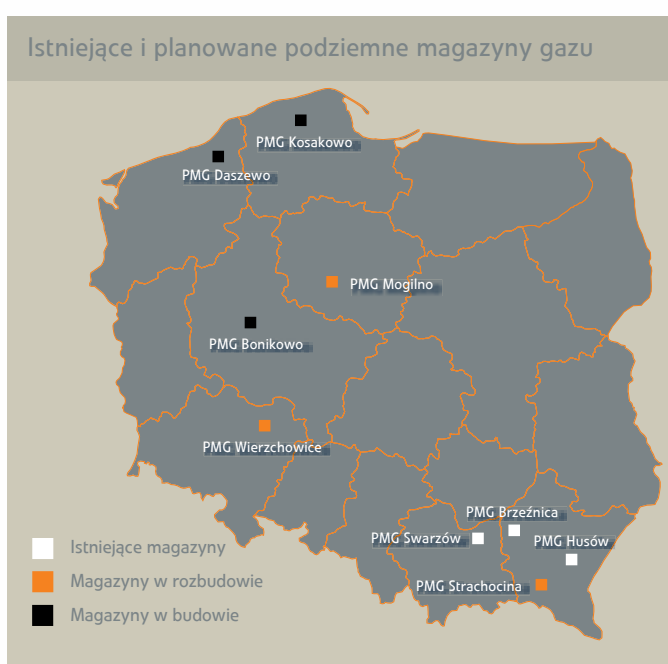 Istniejące i planowane podziemne magazyny gazu
PMG Kosakowo
PMG Daszewo
PMG Mogilno
PMG Bonikowo
PMG Wierzchowice
PMG Brzeźnica
PMG Swarzów
PMG Husów
PMG Strachocina
Istniejące magazyny
Magazyny w rozbudowie
Magazyny w budowie